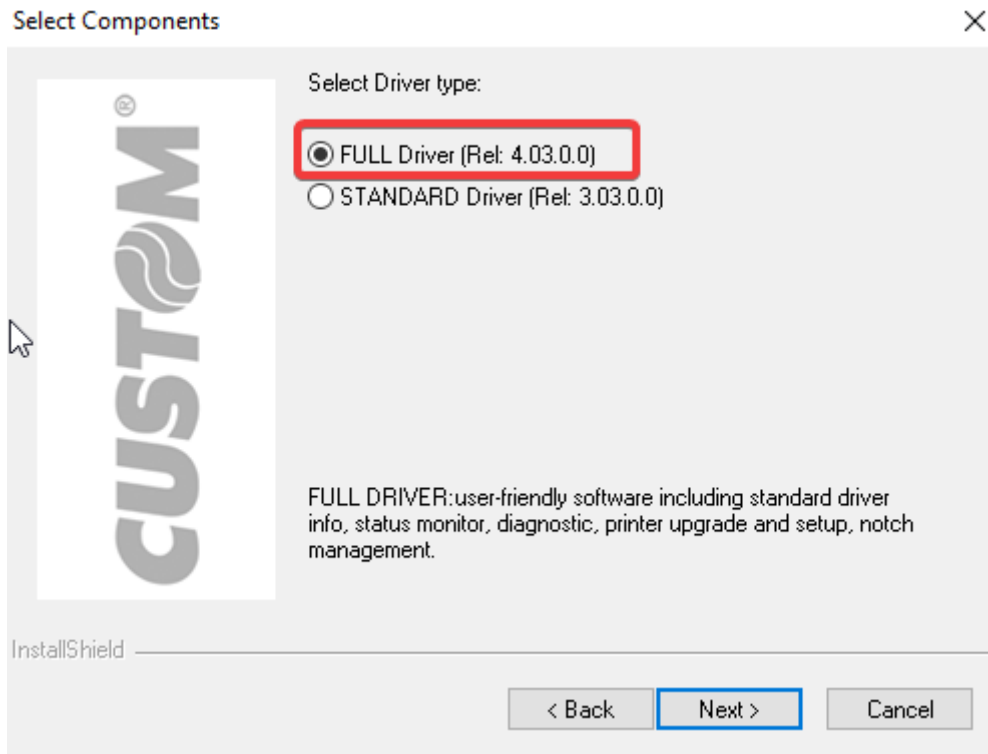 Select Components
Select Driver type:
FULL Driver (Rel: 4.03.0.0)
STANDARD Driver (Rel: 3.03.0.0)
CUSTOM®
FULL DRIVER:user-friendly software including standard driver
info, status monitor, diagnostic, printer upgrade and setup, notch
management.
InstallShield
< Back
Next >
Cancel